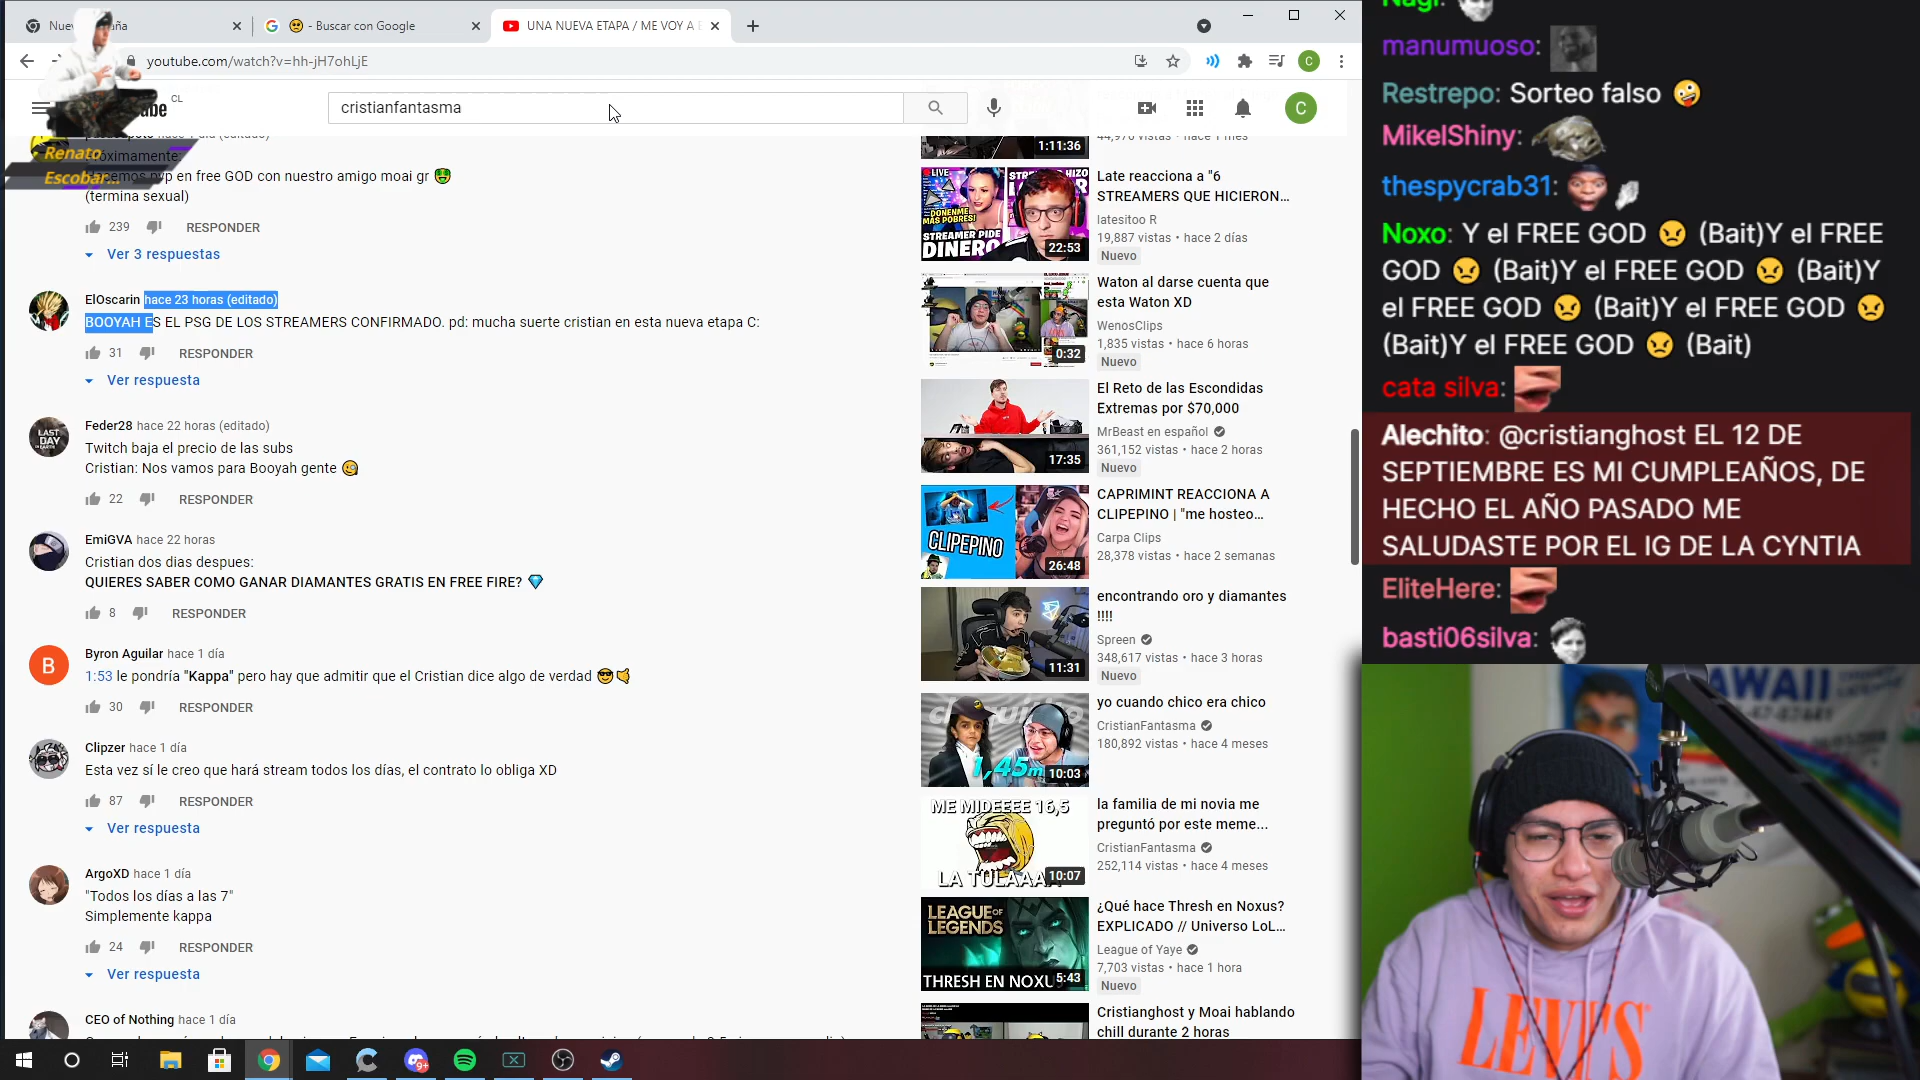 - Buscar con Google
UNA NUEVA ETAPA / ME VOY A
youtube.com/watch?v=hh-jH7ohLjE
CL
cristianfantasma
C
C
Renato
Escobar...
(termina sexual)
239
RESPONDER
Ver 3 respuestas
ElOscarin hace 23 horas (editado)
BOOYAH ES EL PSG DE LOS STREAMERS CONFIRMADO. pd: mucha suerte cristian en esta nueva etapa C:
31
RESPONDER
Ver respuesta
Feder28 hace 22 horas (editado)
Twitch baja el precio de las subs
Cristian: Nos vamos para Booyah gente 🧐
22
RESPONDER
EmiGVA hace 22 horas
Cristian dos dias despues:
QUIERES SABER COMO GANAR DIAMANTES GRATIS EN FREE FIRE? 💎
8
RESPONDER
B
Byron Aguilar hace 1 día
1:53 le pondría "Kappa" pero hay que admitir que el Cristian dice algo de verdad 😎🤙
30
RESPONDER
Clipzer hace 1 día
Esta vez sí le creo que hará stream todos los días, el contrato lo obliga XD
87
RESPONDER
Ver respuesta
ArgoXD hace 1 día
"Todos los días a las 7"
Simplemente kappa
24
RESPONDER
Ver respuesta
CEO of Nothing hace 1 día
1:11:36
LIVE
DONENME
MAS POBRES!
STREAMER PIDE
DINERO
22:53
Late reacciona a "6
STREAMERS QUE HICIERON...
latesitoo R
19,887 vistas • hace 2 días
Nuevo
0:32
Waton al darse cuenta que
esta Waton XD
WenosClips
1,835 vistas • hace 6 horas
Nuevo
17:35
El Reto de las Escondidas
Extremas por $70,000
MrBeast en español
361,152 vistas • hace 2 horas
Nuevo
CLIPEPINO
26:48
CAPRIMINT REACCIONA A
CLIPEPINO | "me hosteo...
Carpa Clips
28,378 vistas • hace 2 semanas
11:31
encontrando oro y diamantes
!!!!
Spreen
348,617 vistas • hace 3 horas
Nuevo
1,45m
10:03
yo cuando chico era chico
CristianFantasma
180,892 vistas • hace 4 meses
ME MIDEEEE 16,5
LA TULAAAA
10:07
la familia de mi novia me
preguntó por este meme...
CristianFantasma
252,114 vistas • hace 4 meses
LEAGUE OF
LEGENDS
THRESH EN NOXU
5:43
¿Qué hace Thresh en Noxus?
EXPLICADO // Universo LoL...
League of Yaye
7,703 vistas • hace 1 hora
Nuevo
Cristianghost y Moai hablando
chill durante 2 horas
manumuoso:
Restrepo: Sorteo falso 🤪
MikelShiny:
thespycrab31:
Noxo: Y el FREE GOD 😠 (Bait)Y el FREE
GOD 😠 (Bait)Y el FREE GOD 😠 (Bait)Y
el FREE GOD 😠 (Bait)Y el FREE GOD 😠
(Bait)Y el FREE GOD 😠 (Bait)
cata silva:
Alechito: @cristianghost EL 12 DE
SEPTIEMBRE ES MI CUMPLEAÑOS, DE
HECHO EL AÑO PASADO ME
SALUDASTE POR EL IG DE LA CYNTIA
EliteHere:
basti06silva:
LEVI'S